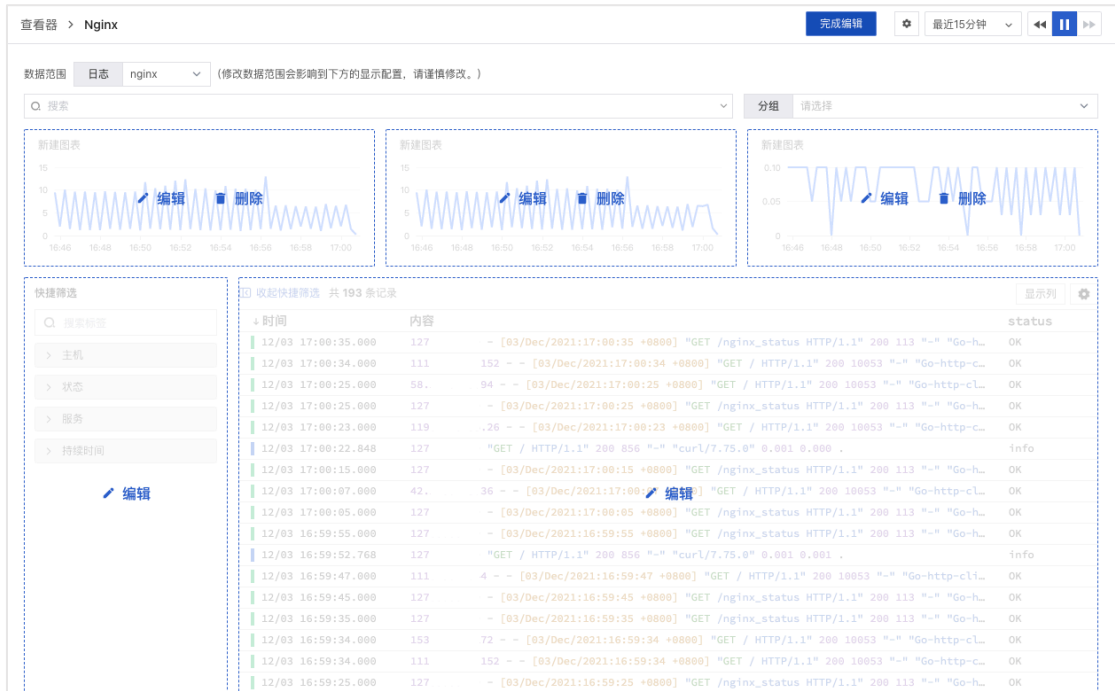 查看器 > Nginx 完成编辑 最近15分钟
数据范围 日志 nginx (修改数据范围会影响到下方的显示配置，请谨慎修改。)
搜索 分组 请选择
新建图表 新建图表 新建图表
15 15 0.10
10 10
编辑 删除 编辑 删除 编辑 删除
5 5 0.05
0 0 0
16:46 16:48 16:50 16:52 16:54 16:56 16:58 17:00 16:46 16:48 16:50 16:52 16:54 16:56 16:58 17:00 16:46 16:48 16:50 16:52 16:54 16:56 16:58 17:00
快捷筛选
搜索标签
> 主机
> 状态
> 服务
> 持续时间
编辑
收起快捷筛选 共 193 条记录 显示列
↓时间 内容 status
12/03 17:00:35.000 127 - [03/Dec/2021:17:00:35 +0800] "GET /nginx_status HTTP/1.1" 200 113 "-" "Go-h… OK
12/03 17:00:34.000 111 152 - - [03/Dec/2021:17:00:34 +0800] "GET / HTTP/1.1" 200 10053 "-" "Go-http-c… OK
12/03 17:00:25.000 58. 94 - - [03/Dec/2021:17:00:25 +0800] "GET / HTTP/1.1" 200 10053 "-" "Go-http-c… OK
12/03 17:00:25.000 127 - [03/Dec/2021:17:00:25 +0800] "GET /nginx_status HTTP/1.1" 200 113 "-" "Go-h… OK
12/03 17:00:23.000 119 .26 - - [03/Dec/2021:17:00:23 +0800] "GET / HTTP/1.1" 200 10053 "-" "Go-http-c… OK
12/03 17:00:22.848 127 "GET / HTTP/1.1" 200 856 "-" "curl/7.75.0" 0.001 0.000 . info
12/03 17:00:15.000 127 - [03/Dec/2021:17:00:15 +0800] "GET /nginx_status HTTP/1.1" 200 113 "-" "Go-h… OK
12/03 17:00:07.000 42. 36 - - [03/Dec/2021:17:00: 编辑 ] "GET / HTTP/1.1" 200 10053 "-" "Go-http-c… OK
12/03 17:00:05.000 127 - [03/Dec/2021:17:00:05 +0800] "GET /nginx_status HTTP/1.1" 200 113 "-" "Go-h… OK
12/03 16:59:55.000 127 - [03/Dec/2021:16:59:55 +0800] "GET /nginx_status HTTP/1.1" 200 113 "-" "Go-h… OK
12/03 16:59:52.768 127 "GET / HTTP/1.1" 200 856 "-" "curl/7.75.0" 0.001 0.001 . info
12/03 16:59:47.000 111 4 - - [03/Dec/2021:16:59:47 +0800] "GET / HTTP/1.1" 200 10053 "-" "Go-http-cli… OK
12/03 16:59:45.000 127 - [03/Dec/2021:16:59:45 +0800] "GET /nginx_status HTTP/1.1" 200 113 "-" "Go-h… OK
12/03 16:59:35.000 127 - [03/Dec/2021:16:59:35 +0800] "GET /nginx_status HTTP/1.1" 200 113 "-" "Go-h… OK
12/03 16:59:34.000 153 72 - - [03/Dec/2021:16:59:34 +0800] "GET / HTTP/1.1" 200 10053 "-" "Go-http-cl… OK
12/03 16:59:34.000 111 152 - - [03/Dec/2021:16:59:34 +0800] "GET / HTTP/1.1" 200 10053 "-" "Go-http-c… OK
12/03 16:59:25.000 127 - [03/Dec/2021:16:59:25 +0800] "GET /nginx_status HTTP/1.1" 200 113 "-" "Go-h… OK